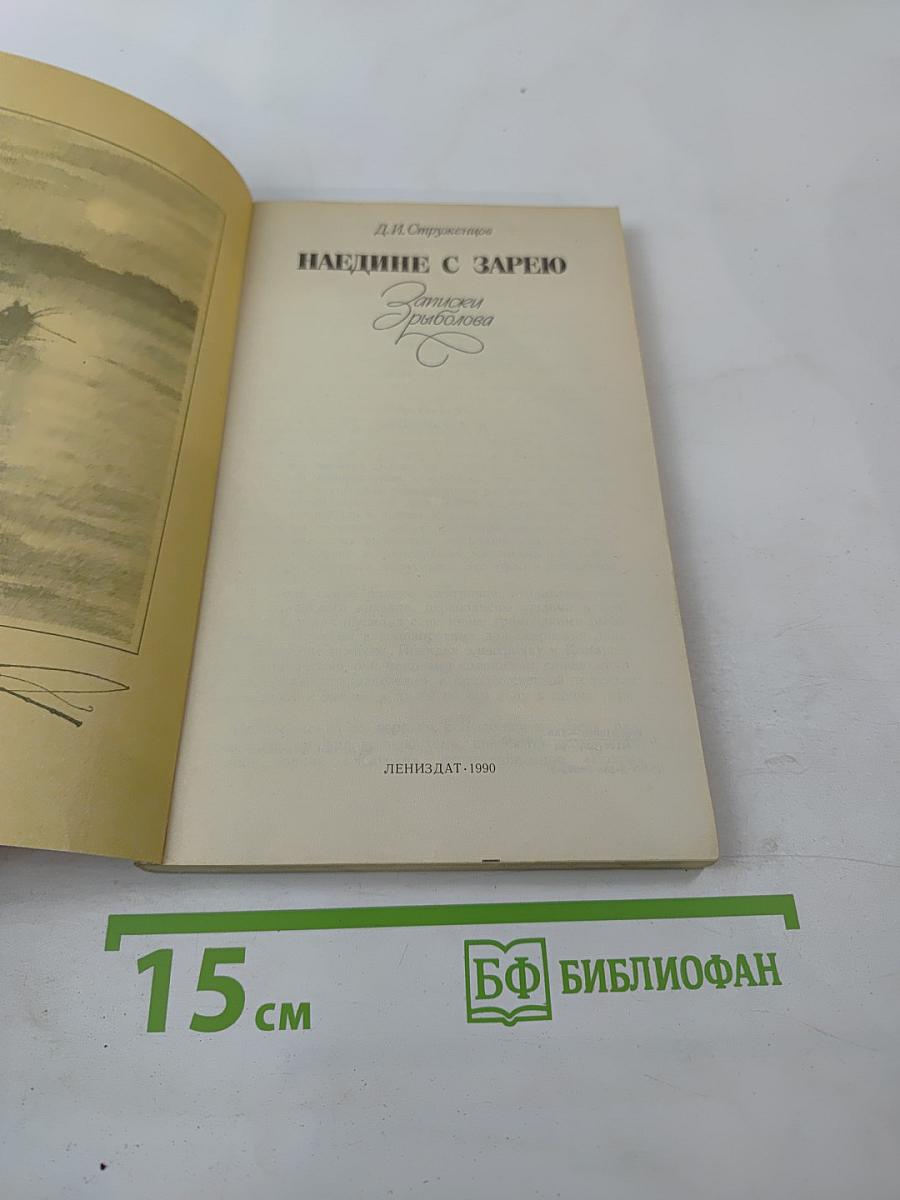 Д. И. Струженцов
НАЕДИНЕ С ЗАРЕЮ
Записки
рыболова
ЛЕНИЗДАТ · 1990
15 см
БФ БИБЛИОФАН